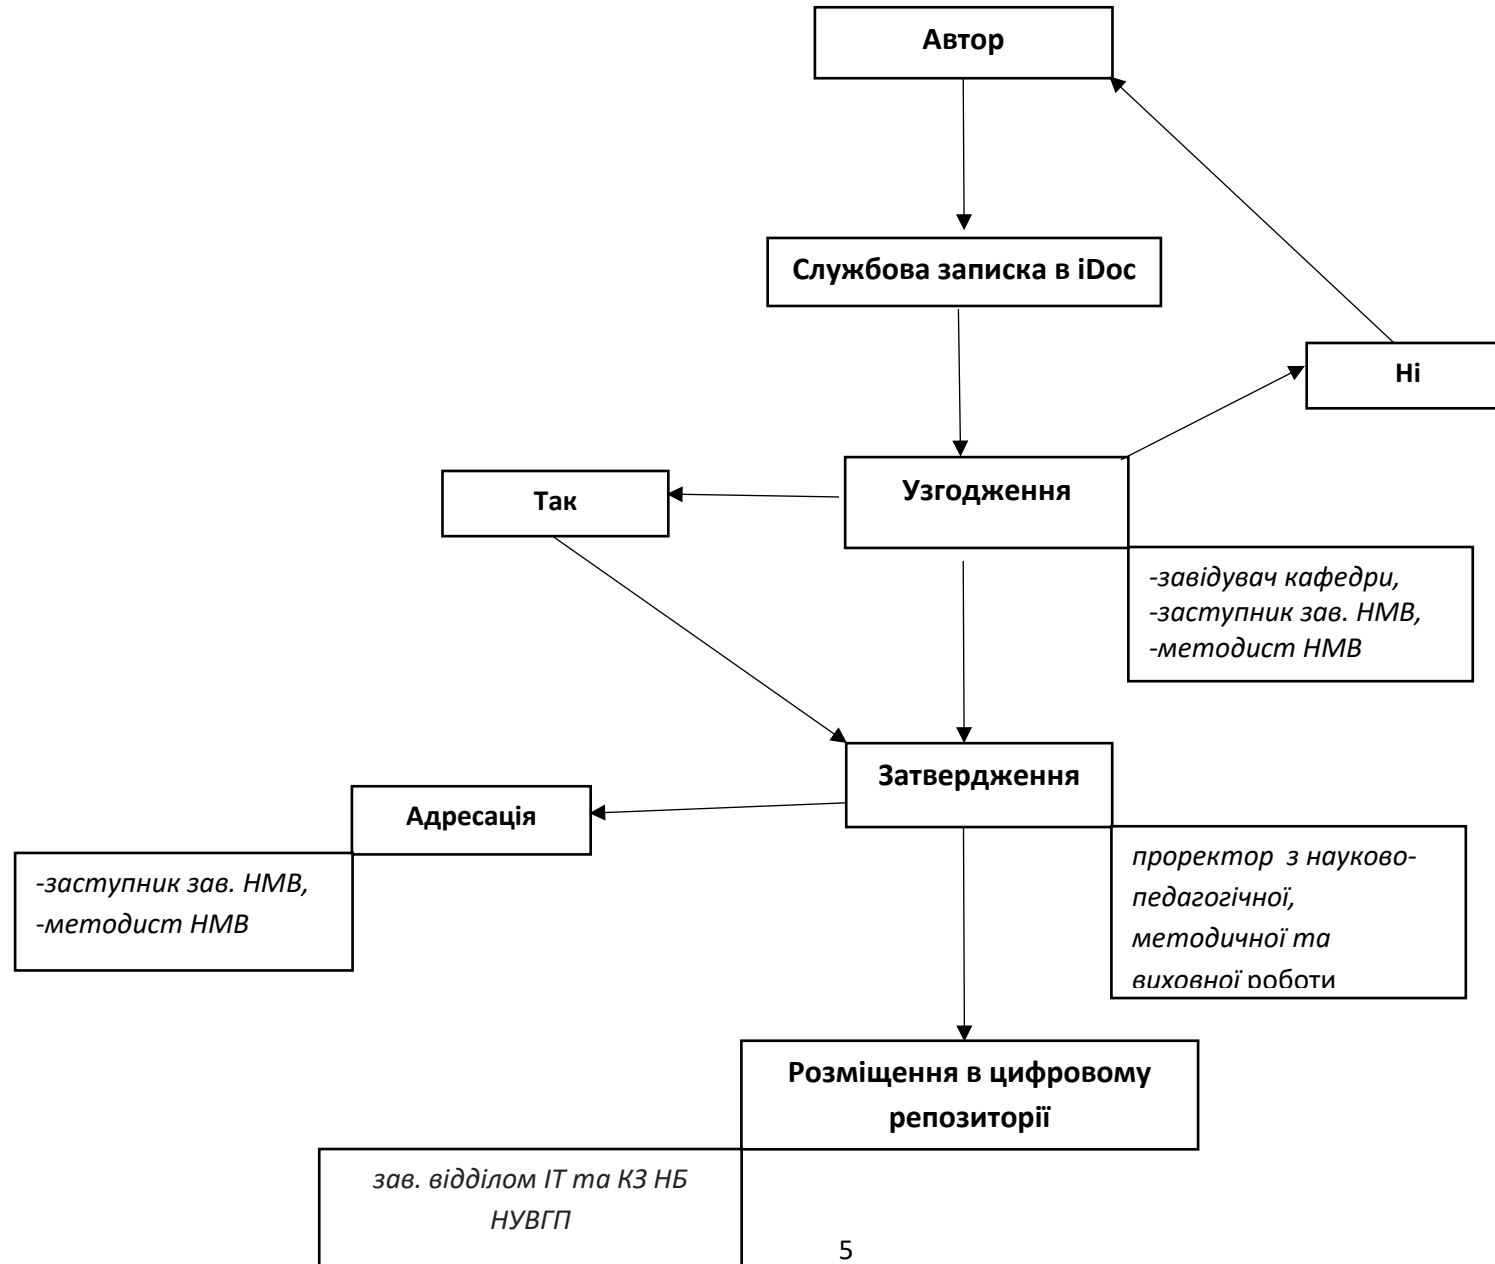 Автор
Службова записка в iDoc
Ні
Узгодження
Так
-завідувач кафедри,
-заступник зав. НМВ,
-методист НМВ
Затвердження
Адресація
-заступник зав. НМВ,
-методист НМВ
проректор  з науково-
педагогічної,
методичної та
виховної роботи
Розміщення в цифровому
репозиторії
зав. відділом ІТ та КЗ НБ
НУВГП
5